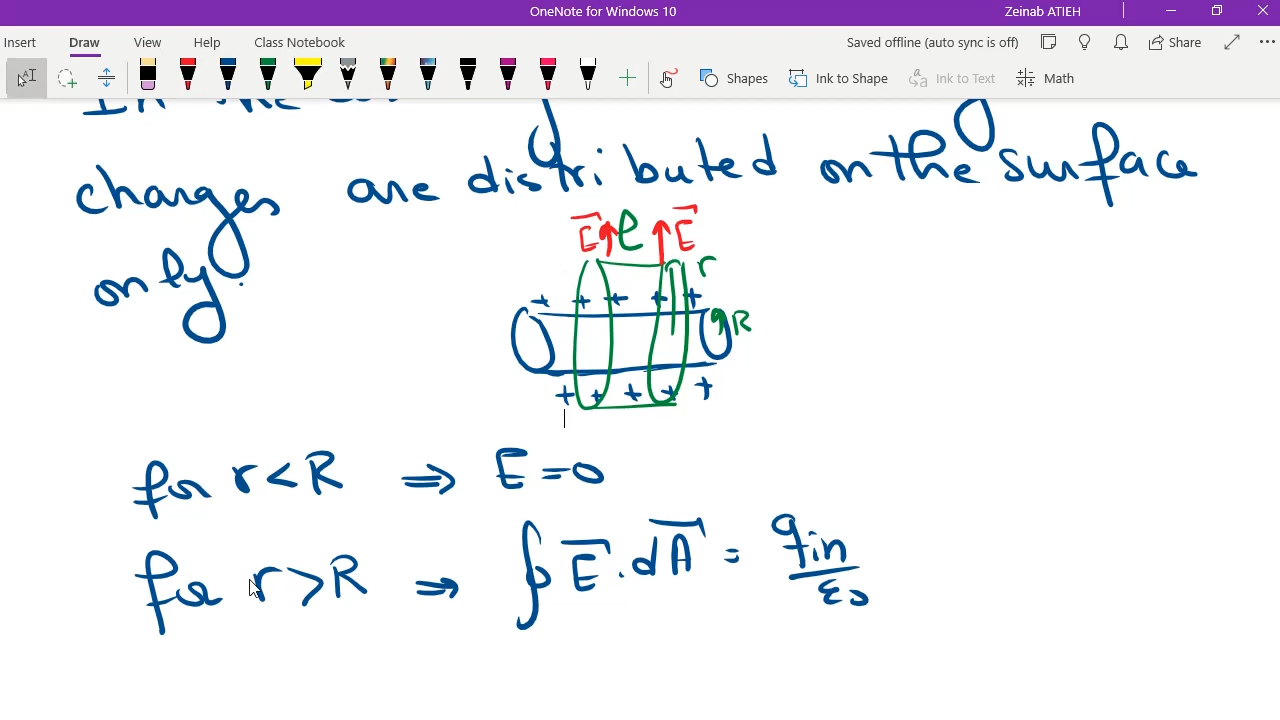 OneNote for Windows 10
Zeinab ATIEH
Insert Draw View Help Class Notebook
Saved offline (auto sync is off) Share
Shapes Ink to Shape Ink to Text Math
In the
charges are distributed on the surface
only.
E ℓ E
r
+ + + + +
R
+ + + + +
for r < R ⇒ E = 0
for r > R ⇒ ∮ E . dA = qin / ε0